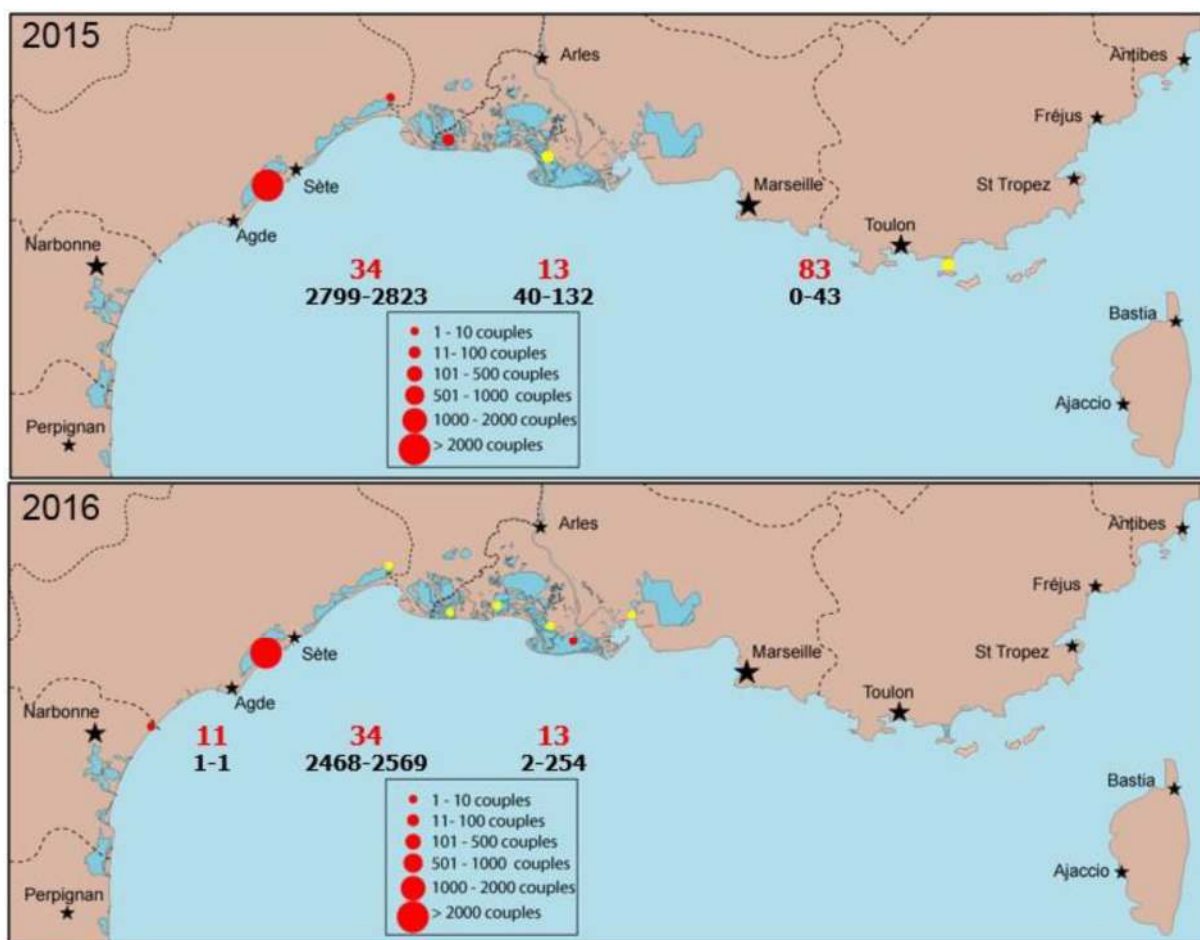 2015
Arles
Antibes
Fréjus
Sète
Marseille
St Tropez
Agde
Toulon
Narbonne
34
13
83
2799-2823
40-132
0-43
Bastia
1 - 10 couples
11- 100 couples
101 - 500 couples
501 - 1000 couples
1000 - 2000 couples
> 2000 couples
Ajaccio
Perpignan
2016
Arles
Antibes
Fréjus
Sète
Marseille
St Tropez
Agde
Toulon
Narbonne
11
34
13
1-1
2468-2569
2-254
Bastia
1 - 10 couples
11- 100 couples
101 - 500 couples
501 - 1000 couples
1000 - 2000 couples
> 2000 couples
Ajaccio
Perpignan